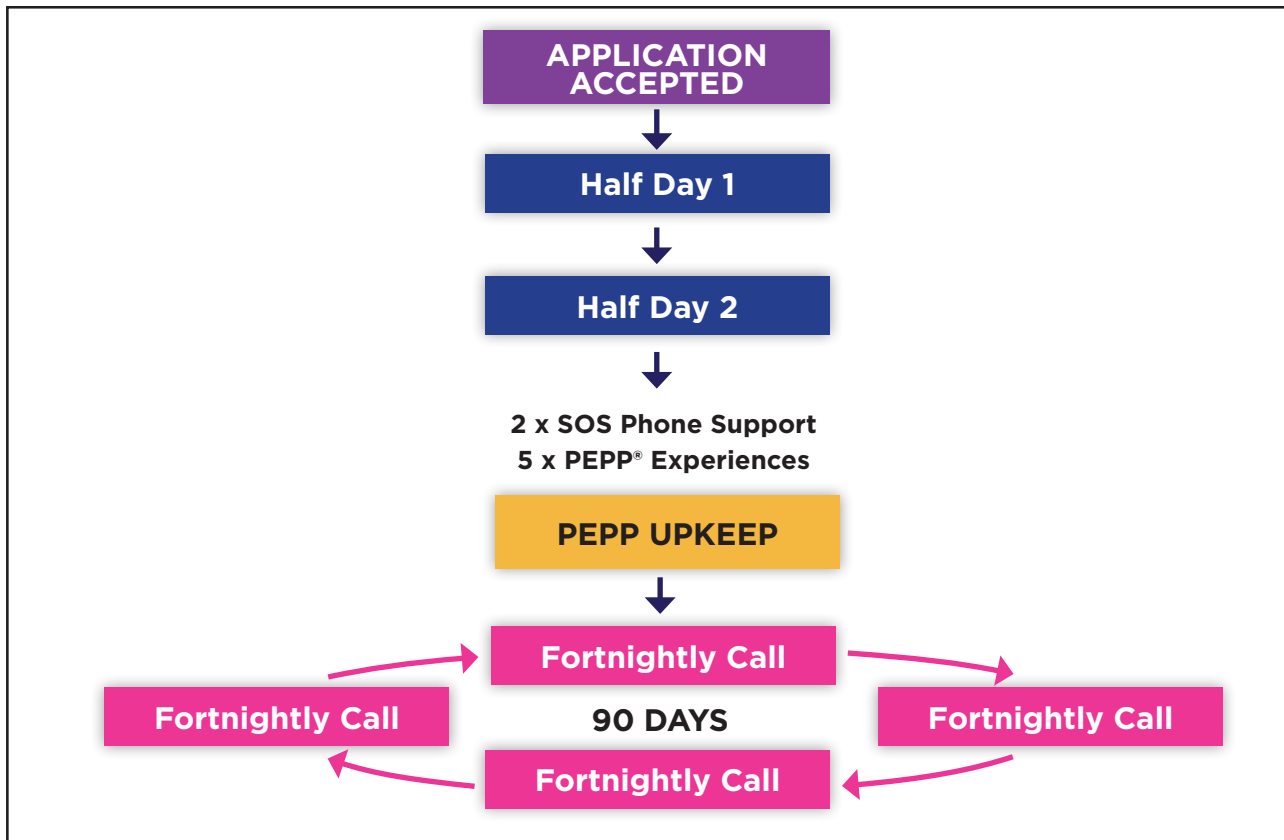 APPLICATION
ACCEPTED
Half Day 1
Half Day 2
2 x SOS Phone Support
5 x PEPP® Experiences
PEPP UPKEEP
Fortnightly Call
Fortnightly Call
90 DAYS
Fortnightly Call
Fortnightly Call